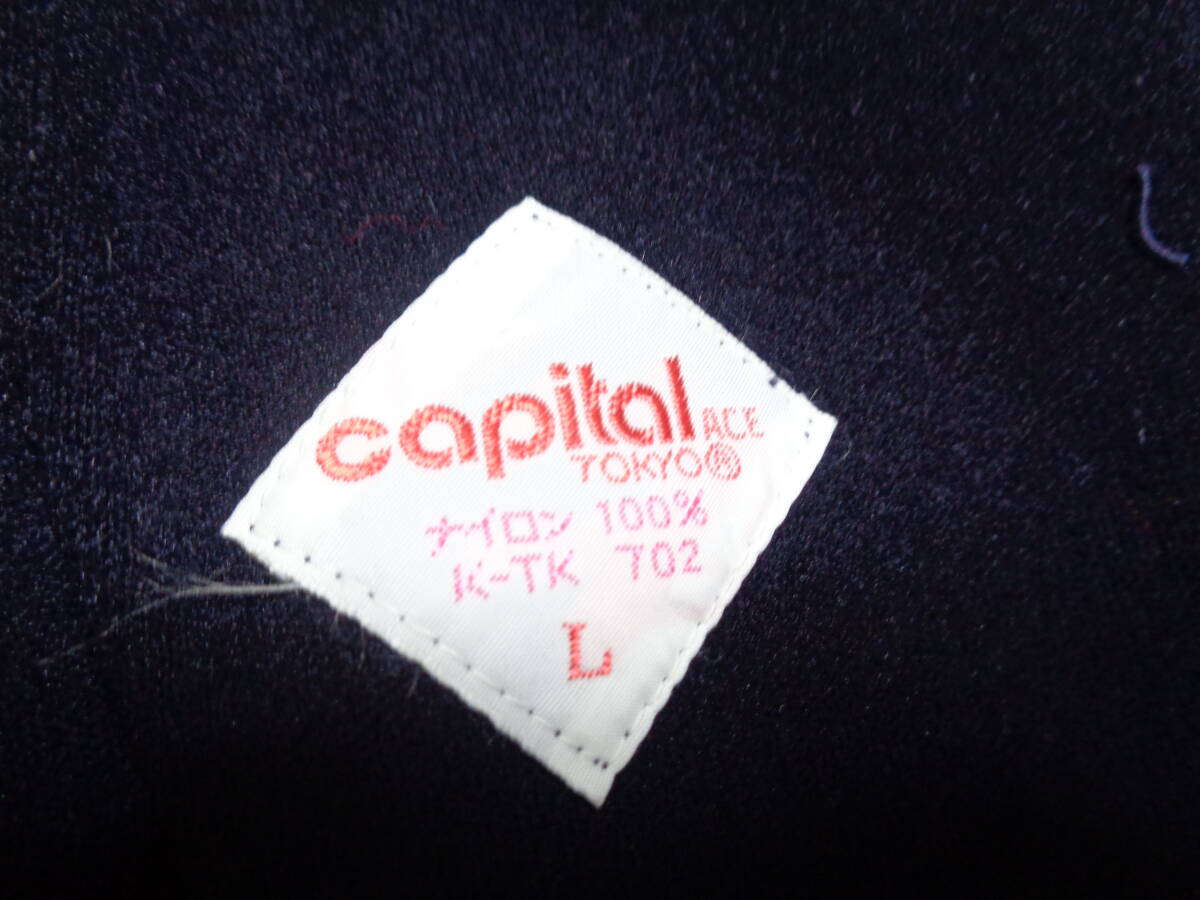 capital ACE
TOKYO®
ナイロン 100%
K-TK 702
L